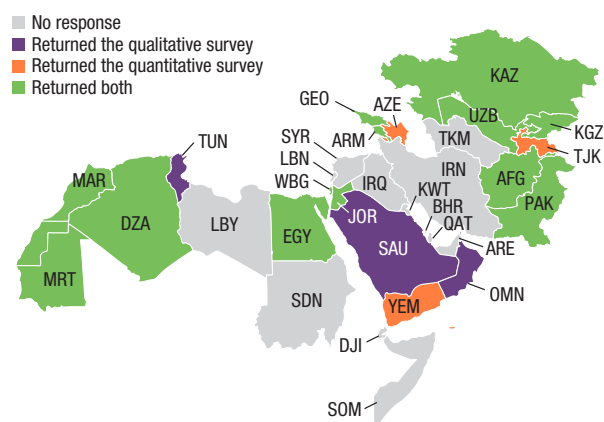 No response
Returned the qualitative survey
Returned the quantitative survey
Returned both
KAZ
GEO
AZE
UZB
KGZ
ARM
TKM
TJK
TUN
SYR
LBN
IRN
WBG
IRQ
AFG
MAR
KWT
PAK
BHR
JOR
QAT
DZA
LBY
EGY
SAU
ARE
MRT
OMN
SDN
YEM
DJI
SOM